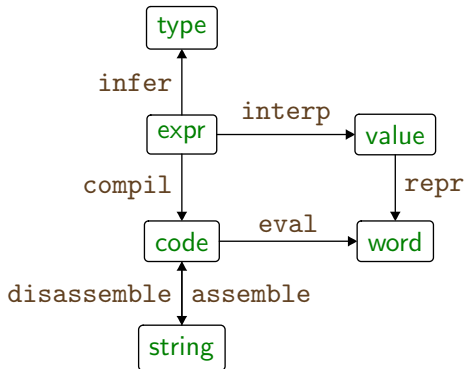 type
infer
interp
expr
value
compil
repr
eval
code
word
disassemble assemble
string